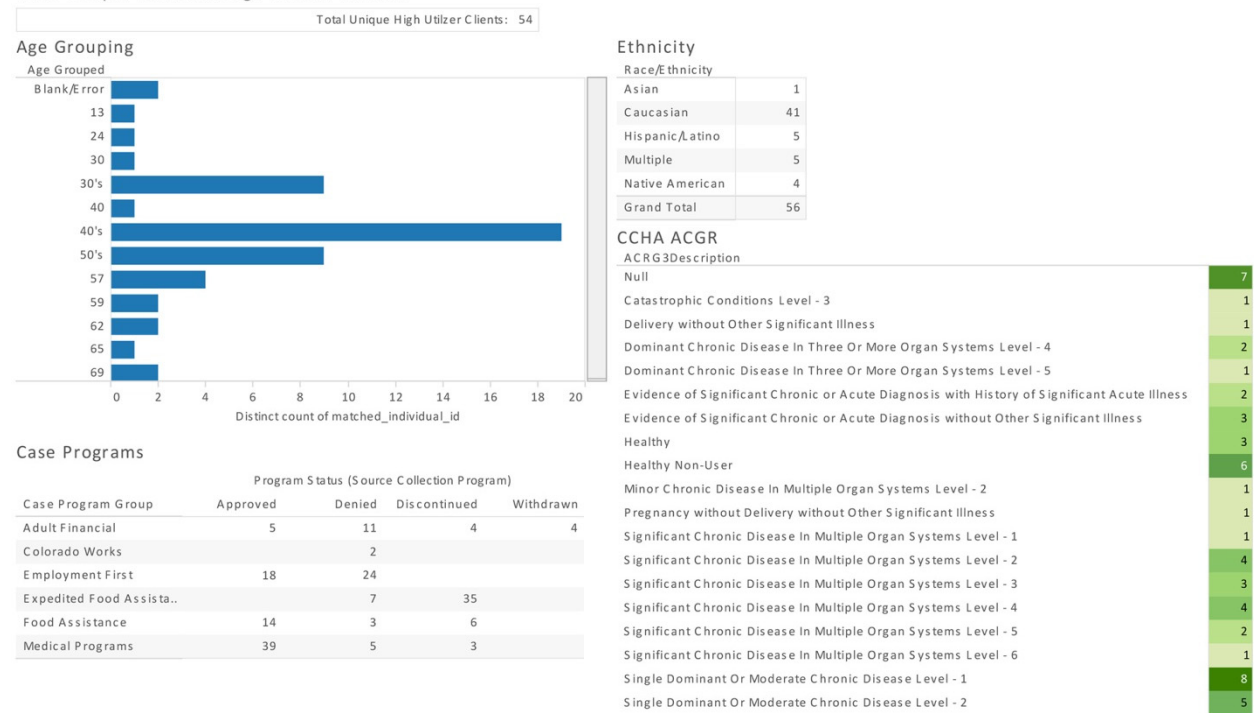 Total Unique High Utilzer Clients: 54
Age Grouping
Age Grouped
Blank/Error
13
24
30
30's
40
40's
50's
57
59
62
65
69
0 2 4 6 8 10 12 14 16 18 20
Distinct count of matched_individual_id
Case Programs
Program Status (Source Collection Program)
Case Program Group Approved Denied Discontinued Withdrawn
Adult Financial 5 11 4 4
Colorado Works 2
Employment First 18 24
Expedited Food Assista.. 7 35
Food Assistance 14 3 6
Medical Programs 39 5 3
Ethnicity
Race/Ethnicity
Asian 1
Caucasian 41
Hispanic/Latino 5
Multiple 5
Native American 4
Grand Total 56
CCHA ACGR
ACRG3Description
Null 7
Catastrophic Conditions Level - 3 1
Delivery without Other Significant Illness 1
Dominant Chronic Disease In Three Or More Organ Systems Level - 4 2
Dominant Chronic Disease In Three Or More Organ Systems Level - 5 1
Evidence of Significant Chronic or Acute Diagnosis with History of Significant Acute Illness 2
Evidence of Significant Chronic or Acute Diagnosis without Other Significant Illness 3
Healthy 3
Healthy Non-User 6
Minor Chronic Disease In Multiple Organ Systems Level - 2 1
Pregnancy without Delivery without Other Significant Illness 1
Significant Chronic Disease In Multiple Organ Systems Level - 1 1
Significant Chronic Disease In Multiple Organ Systems Level - 2 4
Significant Chronic Disease In Multiple Organ Systems Level - 3 3
Significant Chronic Disease In Multiple Organ Systems Level - 4 4
Significant Chronic Disease In Multiple Organ Systems Level - 5 2
Significant Chronic Disease In Multiple Organ Systems Level - 6 1
Single Dominant Or Moderate Chronic Disease Level - 1 8
Single Dominant Or Moderate Chronic Disease Level - 2 5